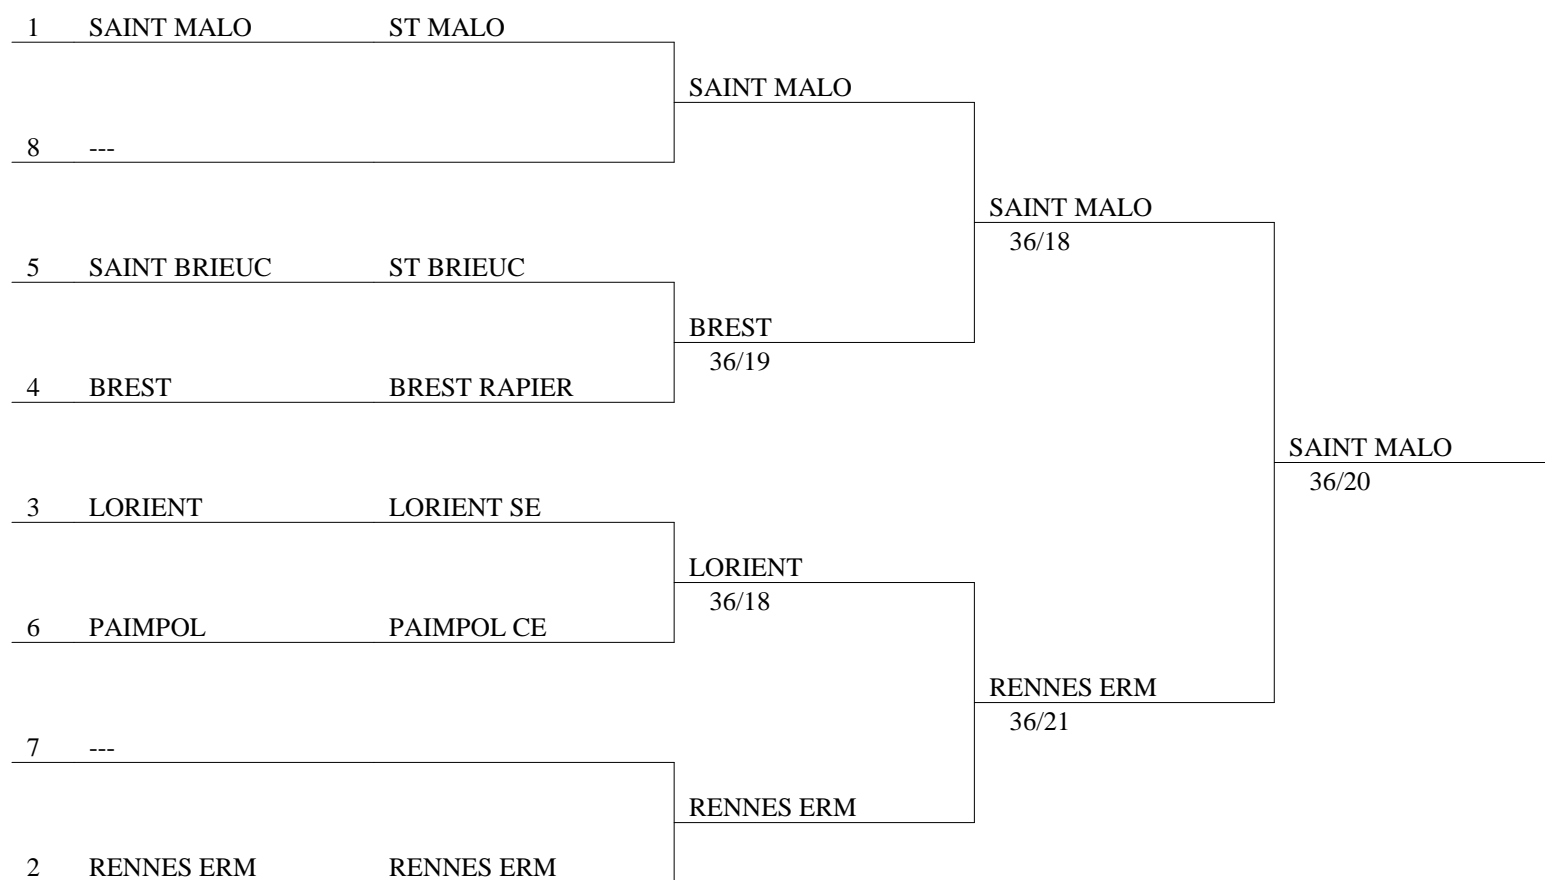 1 SAINT MALO ST MALO
SAINT MALO
8 ---
SAINT MALO
36/18
5 SAINT BRIEUC ST BRIEUC
BREST
36/19
4 BREST BREST RAPIER
SAINT MALO
36/20
3 LORIENT LORIENT SE
LORIENT
36/18
6 PAIMPOL PAIMPOL CE
RENNES ERM
36/21
7 ---
RENNES ERM
2 RENNES ERM RENNES ERM